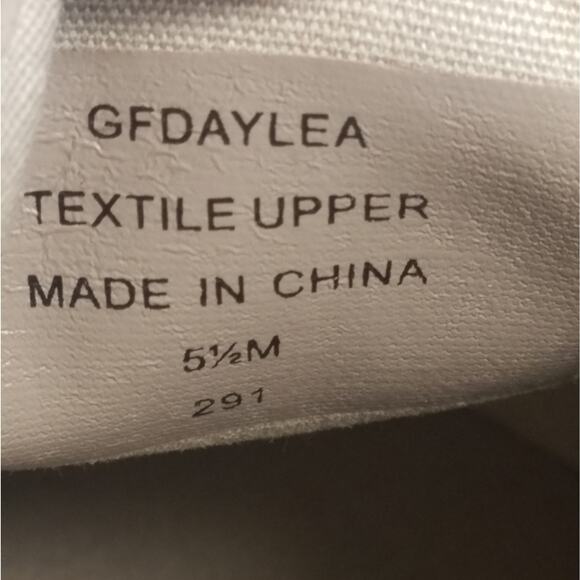 GFDAYLEA
TEXTILE UPPER
MADE IN CHINA
5½M
291